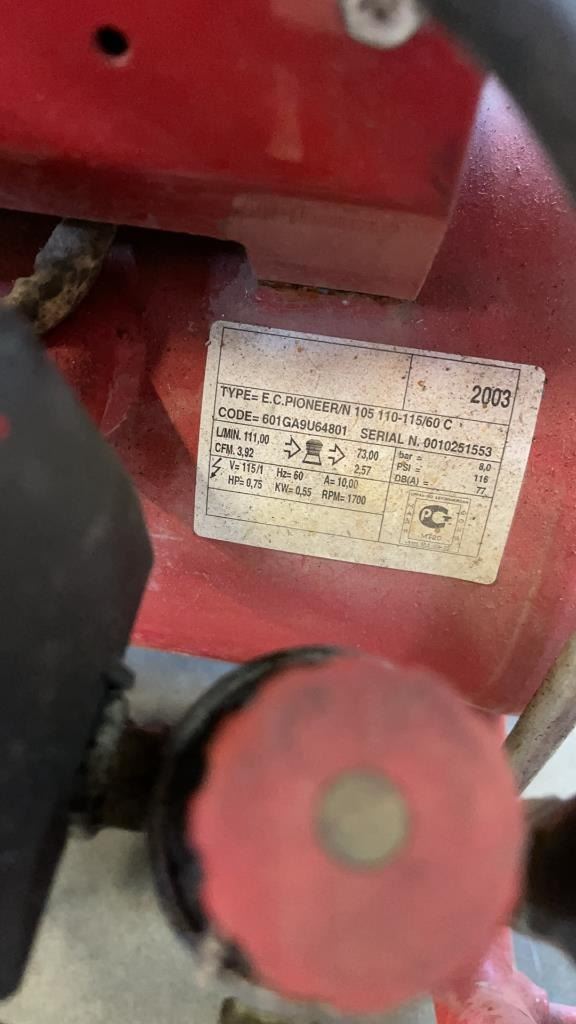 2003
TYPE= E.C.PIONEER/N 105 110-115/60 C
CODE= 601GA9U64801 SERIAL N. 0010251553
L/MIN. 111,00 73,00 bar = 8,0
CFM. 3,92 2,57 PSI = 116
V= 115/1 Hz= 60 A= 10,00 DB(A) = 77
HP= 0,75 KW= 0,55 RPM= 1700